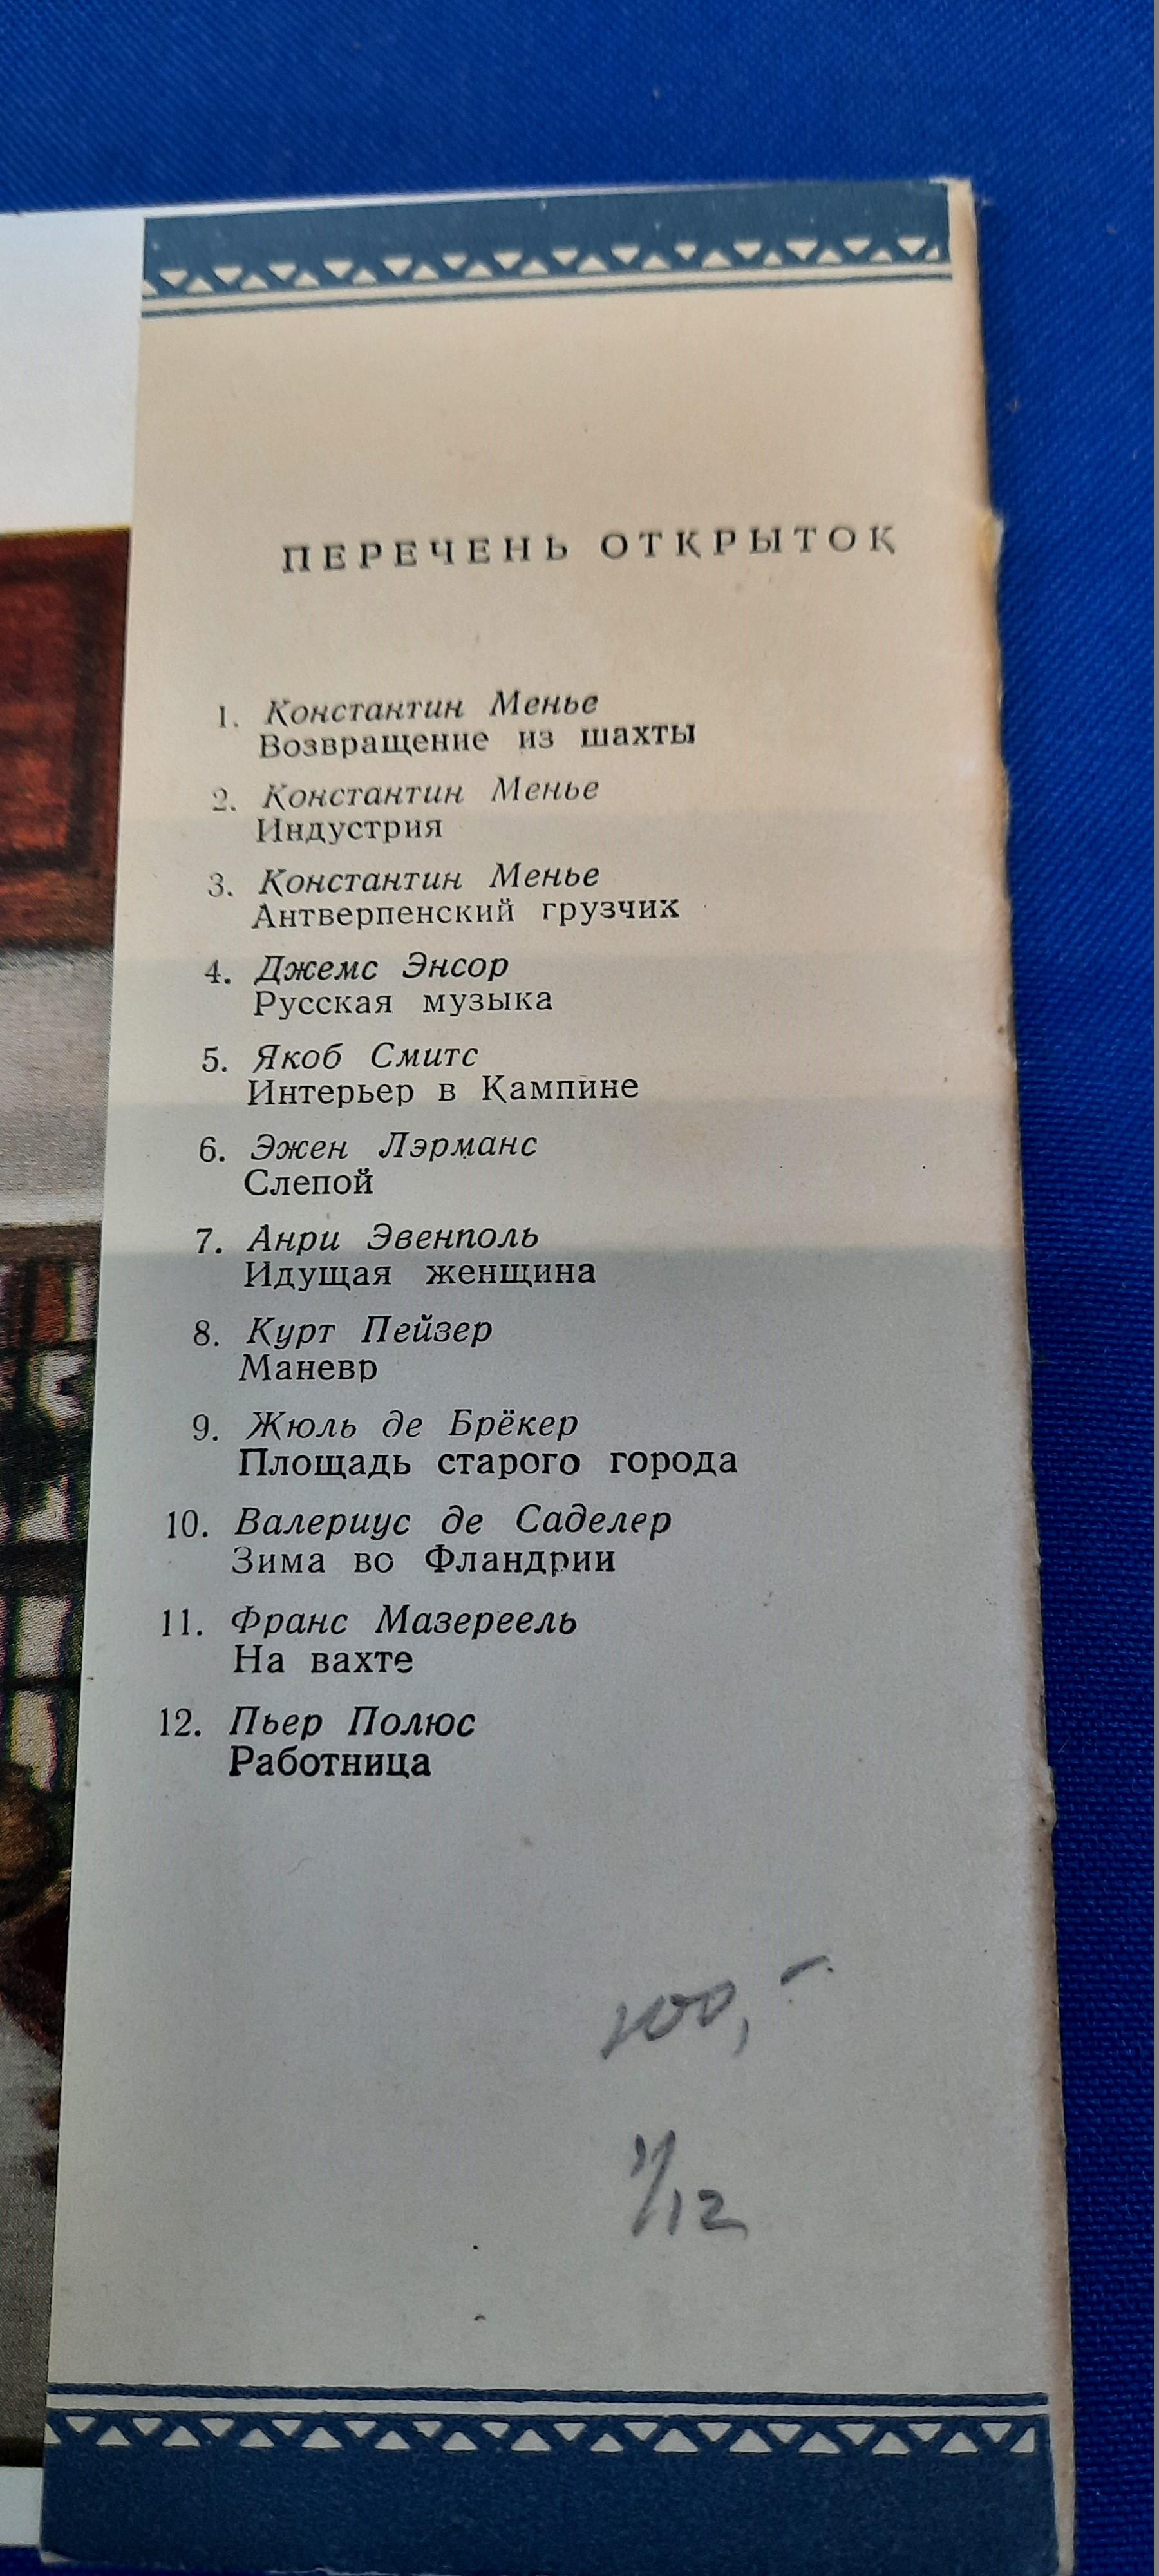 ПЕРЕЧЕНЬ ОТКРЫТОК
1. Константин Менье
Возвращение из шахты
2. Константин Менье
Индустрия
3. Константин Менье
Антверпенский грузчик
4. Джемс Энсор
Русская музыка
5. Якоб Смитс
Интерьер в Кампине
6. Эжен Лэрманс
Слепой
7. Анри Эвенполь
Идущая женщина
8. Курт Пейзер
Маневр
9. Жюль де Брёкер
Площадь старого города
10. Валериус де Саделер
Зима во Фландрии
11. Франс Мазереель
На вахте
12. Пьер Полюс
Работница
100,-
11/12